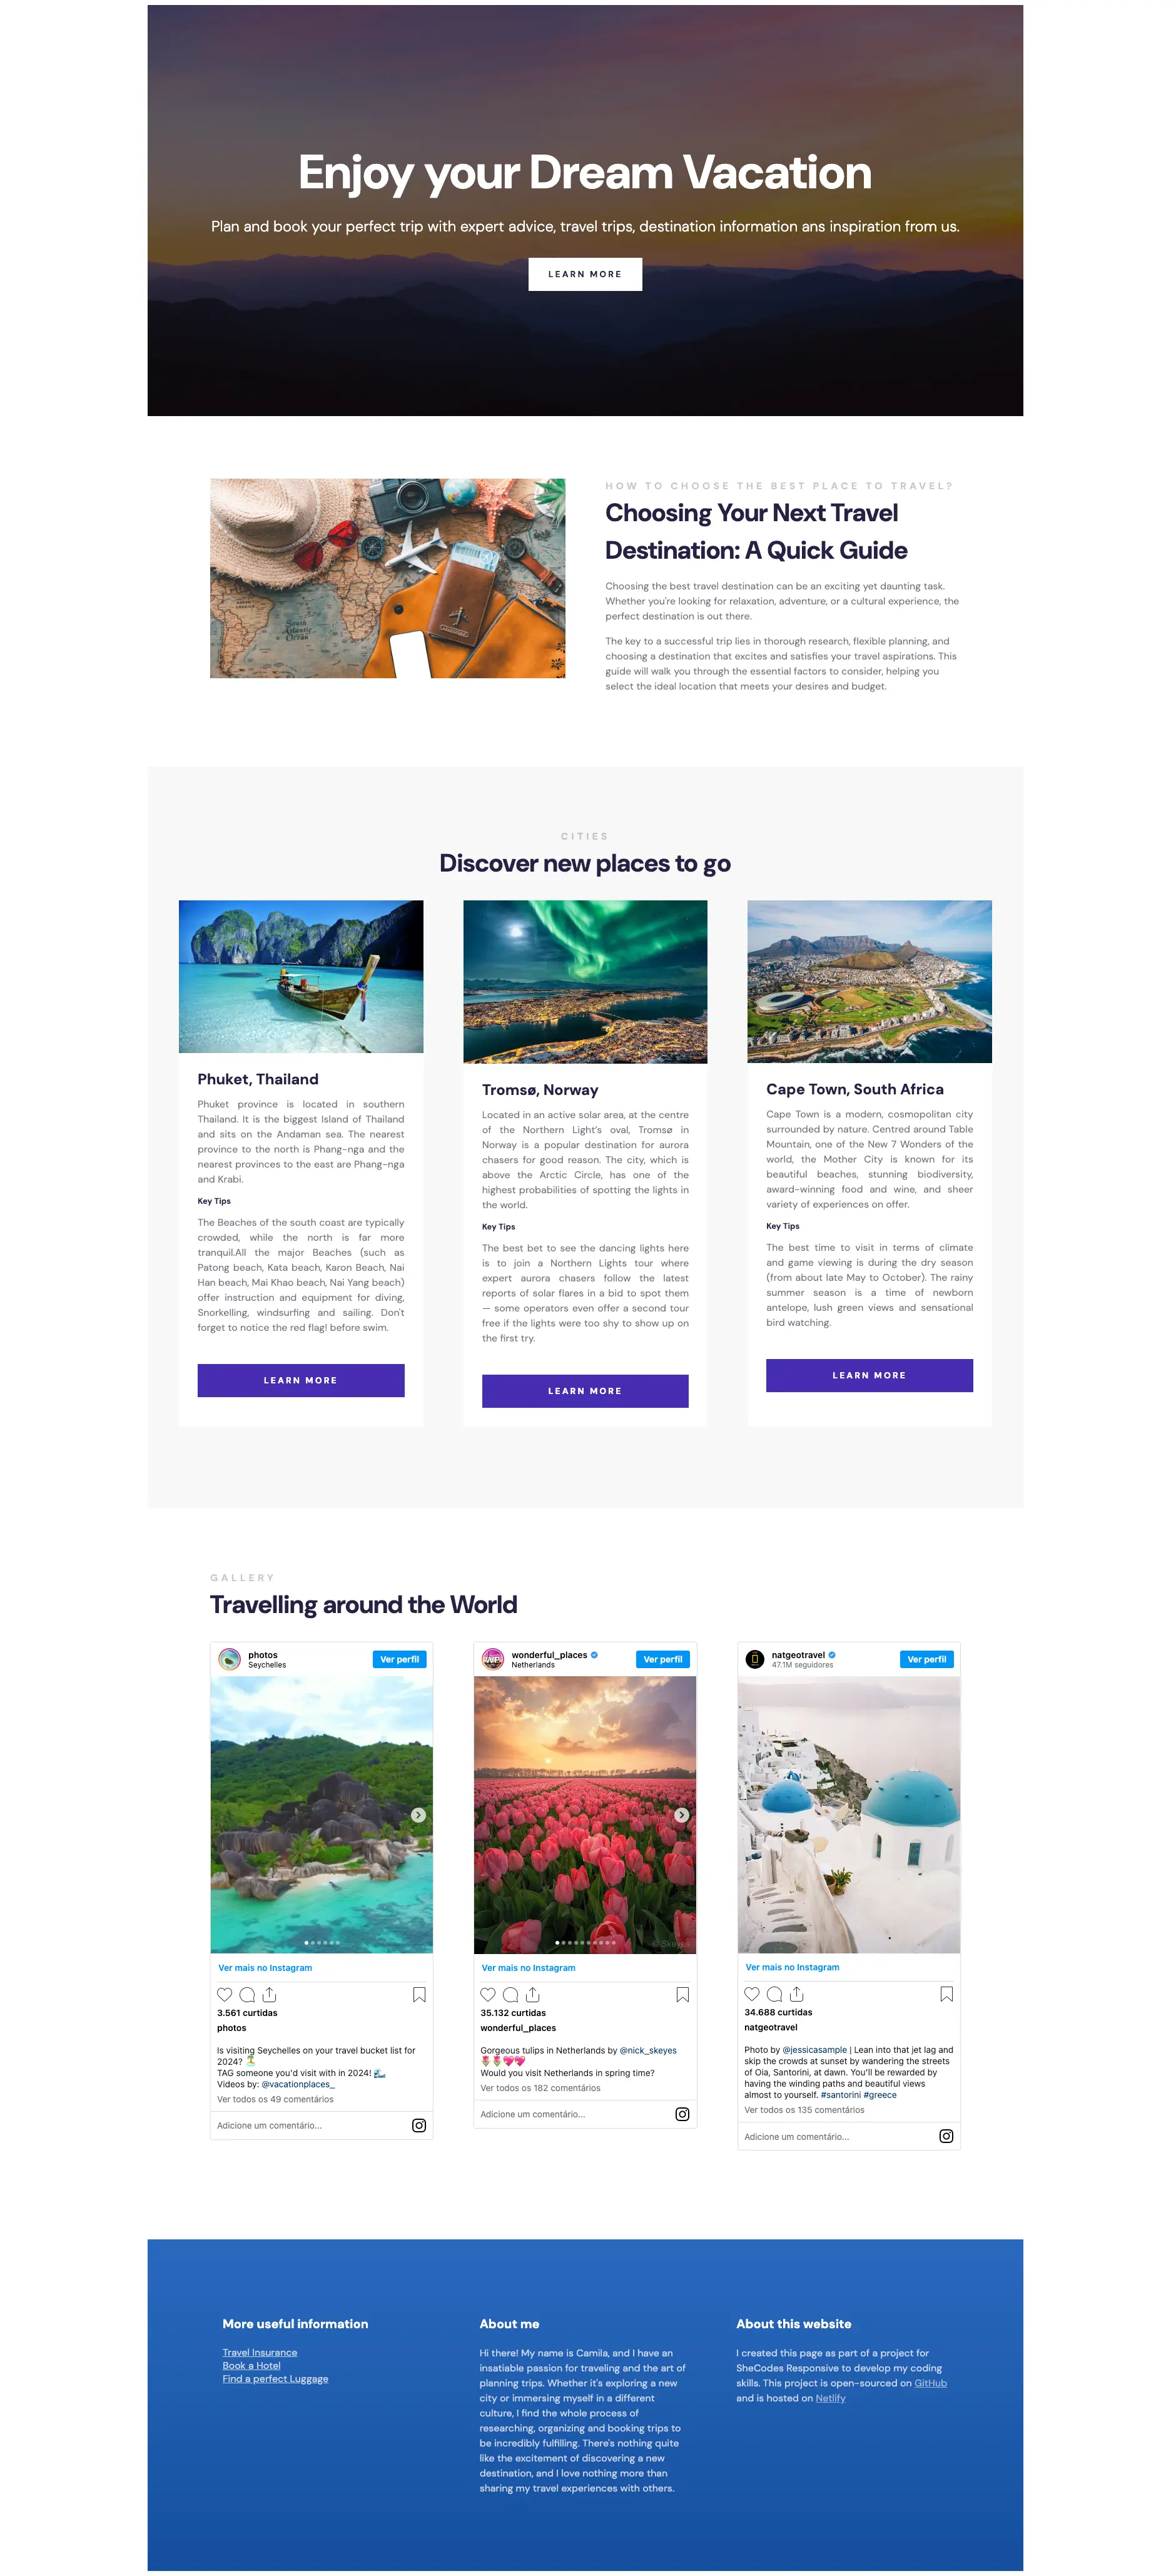 Enjoy your Dream Vacation
Plan and book your perfect trip with expert advice, travel trips, destination information ans inspiration from us.
LEARN MORE
HOW TO CHOOSE THE BEST PLACE TO TRAVEL?
Choosing Your Next Travel
Destination: A Quick Guide
Choosing the best travel destination can be an exciting yet daunting task.
Whether you're looking for relaxation, adventure, or a cultural experience, the
perfect destination is out there.
The key to a successful trip lies in thorough research, flexible planning, and
choosing a destination that excites and satisfies your travel aspirations. This
guide will walk you through the essential factors to consider, helping you
select the ideal location that meets your desires and budget.
South
Atlantic
Ocean
CITIES
Discover new places to go
Phuket, Thailand
Phuket province is located in southern
Thailand. It is the biggest Island of Thailand
and sits on the Andaman sea. The nearest
province to the north is Phang-nga and the
nearest provinces to the east are Phang-nga
and Krabi.
Key Tips
The Beaches of the south coast are typically
crowded, while the north is far more
tranquil.All the major Beaches (such as
Patong beach, Kata beach, Karon Beach, Nai
Han beach, Mai Khao beach, Nai Yang beach)
offer instruction and equipment for diving,
Snorkelling, windsurfing and sailing. Don't
forget to notice the red flag! before swim.
LEARN MORE
Tromsø, Norway
Located in an active solar area, at the centre
of the Northern Light's oval, Tromsø in
Norway is a popular destination for aurora
chasers for good reason. The city, which is
above the Arctic Circle, has one of the
highest probabilities of spotting the lights in
the world.
Key Tips
The best bet to see the dancing lights here
is to join a Northern Lights tour where
expert aurora chasers follow the latest
reports of solar flares in a bid to spot them
— some operators even offer a second tour
free if the lights were too shy to show up on
the first try.
LEARN MORE
Cape Town, South Africa
Cape Town is a modern, cosmopolitan city
surrounded by nature. Centred around Table
Mountain, one of the New 7 Wonders of the
world, the Mother City is known for its
beautiful beaches, stunning biodiversity,
award-winning food and wine, and sheer
variety of experiences on offer.
Key Tips
The best time to visit in terms of climate
and game viewing is during the dry season
(from about late May to October). The rainy
summer season is a time of newborn
antelope, lush green views and sensational
bird watching.
LEARN MORE
GALLERY
Travelling around the World
photos
Seychelles
Ver perfil
Ver mais no Instagram
3.561 curtidas
photos
Is visiting Seychelles on your travel bucket list for
2024? 🏝️
TAG someone you'd visit with in 2024! 🌊
Videos by: @vacationplaces_
Ver todos os 49 comentários
Adicione um comentário...
wonderful_places
Netherlands
Ver perfil
© Skeyes
Ver mais no Instagram
35.132 curtidas
wonderful_places
Gorgeous tulips in Netherlands by @nick_skeyes
🌷🌷💖💖
Would you visit Netherlands in spring time?
Ver todos os 182 comentários
Adicione um comentário...
natgeotravel
47.1M seguidores
Ver perfil
Ver mais no Instagram
34.688 curtidas
natgeotravel
Photo by @jessicasample | Lean into that jet lag and
skip the crowds at sunset by wandering the streets
of Oia, Santorini, at dawn. You'll be rewarded by
having the winding paths and beautiful views
almost to yourself. #santorini #greece
Ver todos os 135 comentários
Adicione um comentário...
More useful information
Travel Insurance
Book a Hotel
Find a perfect Luggage
About me
Hi there! My name is Camila, and I have an
insatiable passion for traveling and the art of
planning trips. Whether it's exploring a new
city or immersing myself in a different
culture, I find the whole process of
researching, organizing and booking trips to
be incredibly fulfilling. There's nothing quite
like the excitement of discovering a new
destination, and I love nothing more than
sharing my travel experiences with others.
About this website
I created this page as part of a project for
SheCodes Responsive to develop my coding
skills. This project is open-sourced on GitHub
and is hosted on Netlify